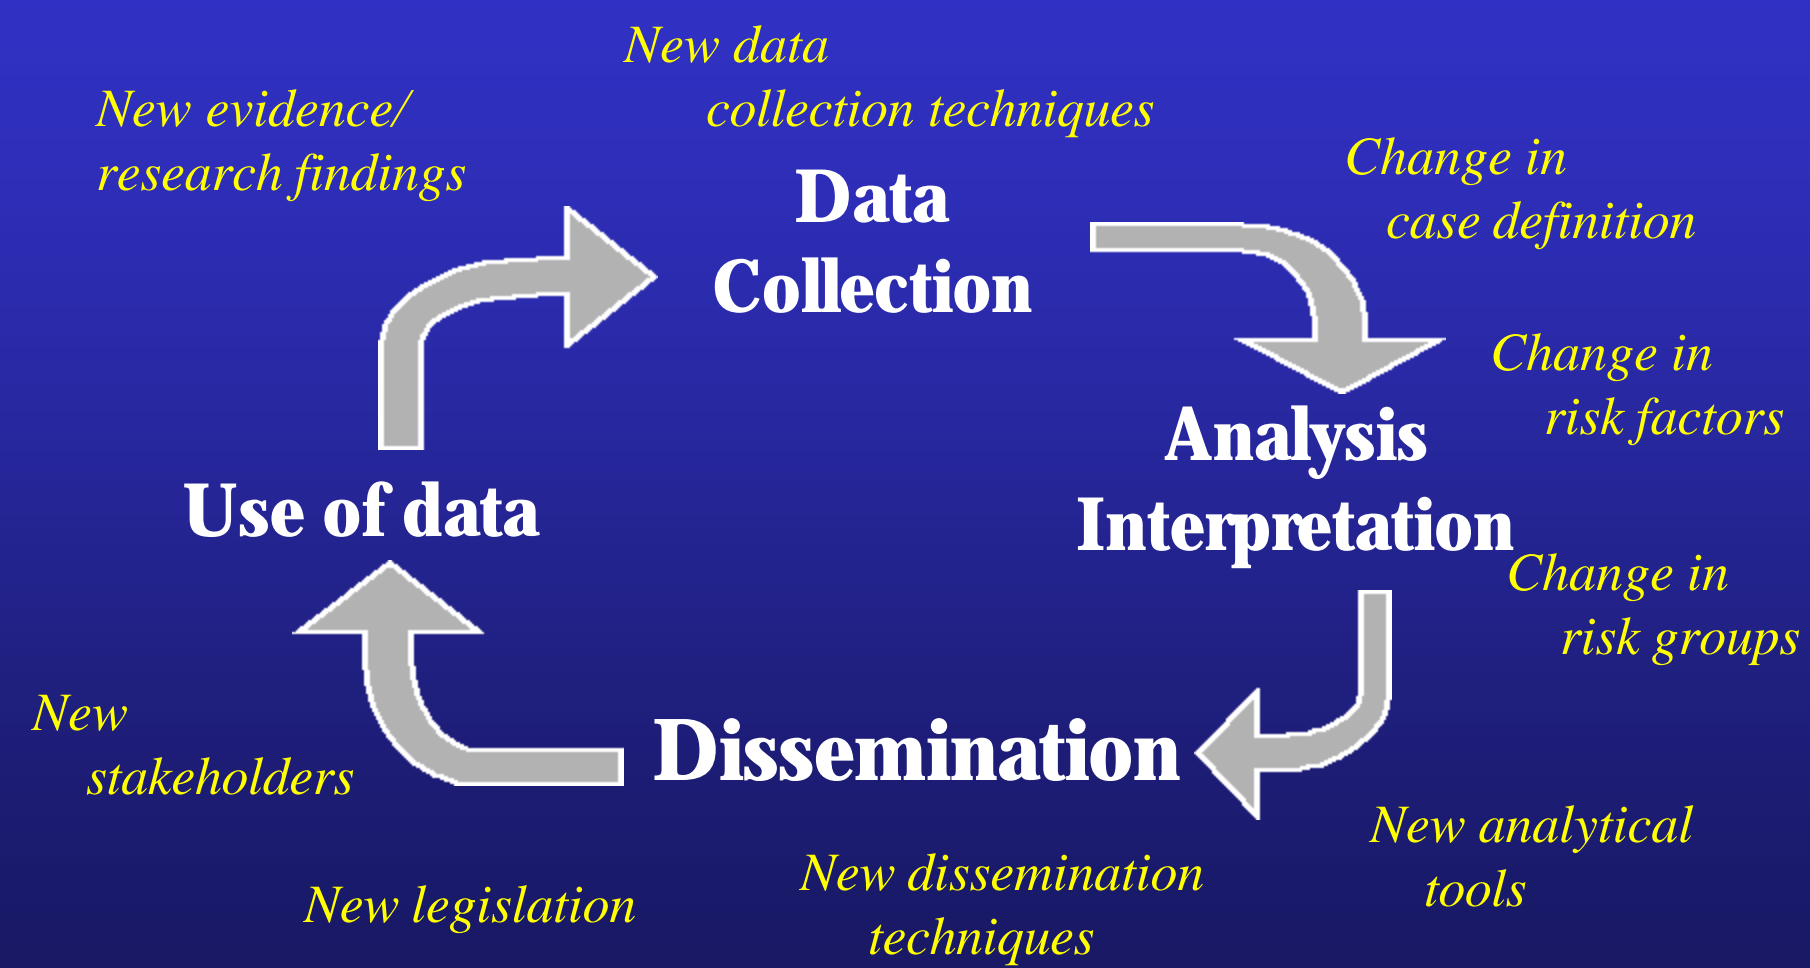 New data
collection techniques
New evidence/
research findings
Change in
case definition
Data
Collection
Change in
risk factors
Analysis
Interpretation
Use of data
Change in
risk groups
New
stakeholders
Dissemination
New analytical
tools
New dissemination
techniques
New legislation